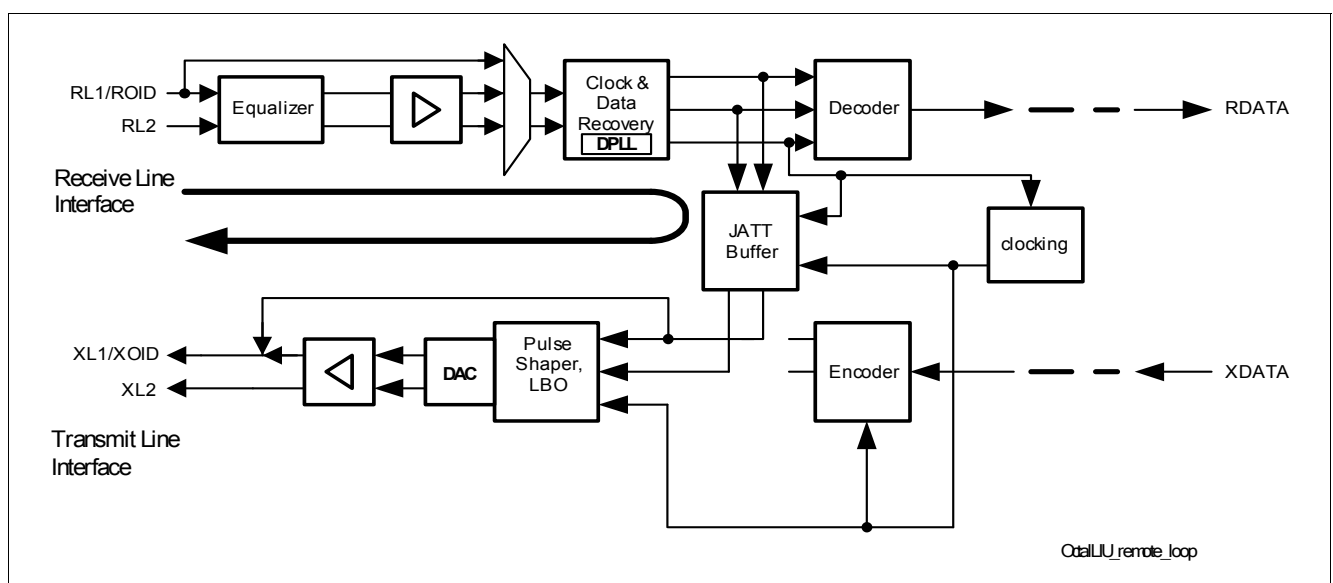 RL1/ROID
RL2
Equalizer
Clock &
Data
Recovery
DPLL
Decoder
RDATA
Receive Line
Interface
JATT
Buffer
clocking
XL1/XOID
XL2
DAC
Pulse
Shaper,
LBO
Encoder
XDATA
Transmit Line
Interface
OctalLIU_remote_loop